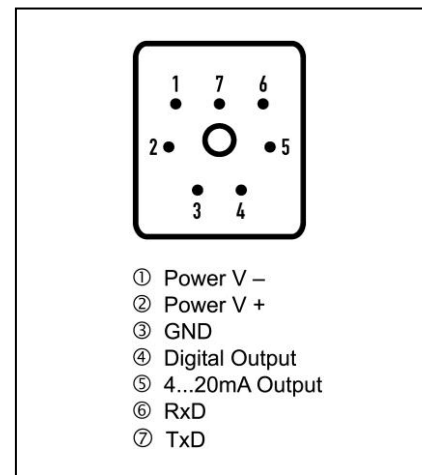 1 7 6
2 5
3 4
① Power V –
② Power V +
③ GND
④ Digital Output
⑤ 4...20mA Output
⑥ RxD
⑦ TxD